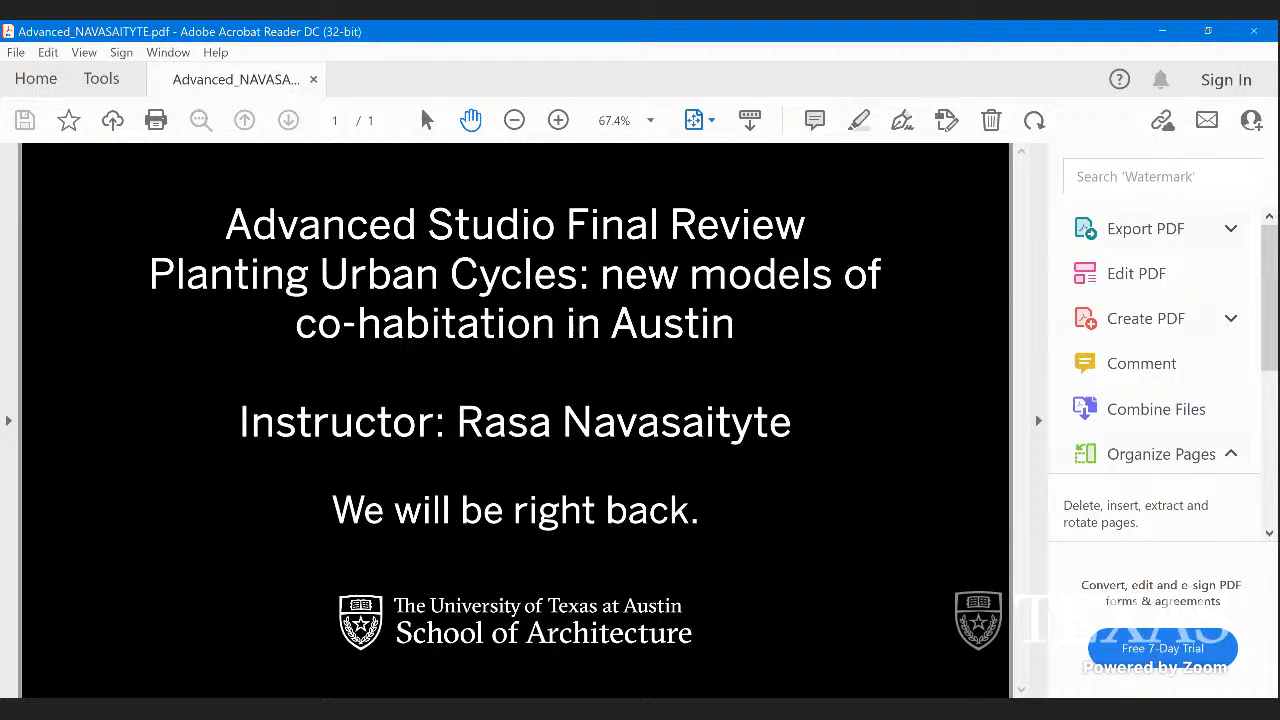 Advanced_NAVASAITYTE.pdf - Adobe Acrobat Reader DC (32-bit)
File Edit View Sign Window Help
Home Tools Advanced_NAVASA... × Sign In
1 / 1 67.4%
Advanced Studio Final Review
Planting Urban Cycles: new models of
co-habitation in Austin
Instructor: Rasa Navasaityte
We will be right back.
The University of Texas at Austin
School of Architecture
Search 'Watermark'
Export PDF
Edit PDF
Create PDF
Comment
Combine Files
Organize Pages
Delete, insert, extract and
rotate pages.
Convert, edit and e-sign PDF
forms & agreements
TEXAS
Free 7-Day Trial
Powered by Zoom